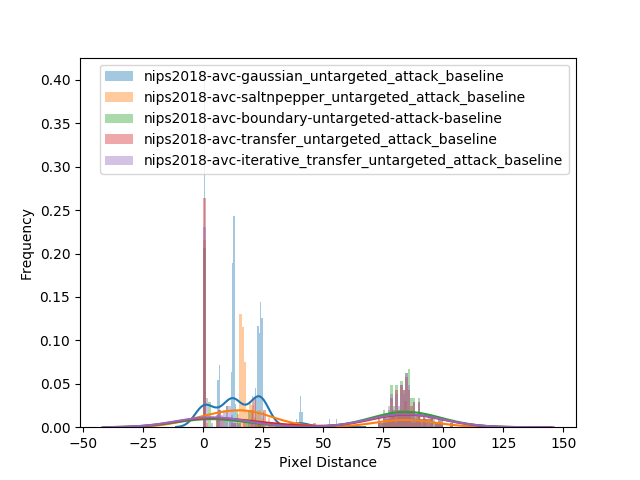 nips2018-avc-gaussian_untargeted_attack_baseline
nips2018-avc-saltnpepper_untargeted_attack_baseline
nips2018-avc-boundary-untargeted-attack-baseline
nips2018-avc-transfer_untargeted_attack_baseline
nips2018-avc-iterative_transfer_untargeted_attack_baseline
0.40
0.35
0.30
0.25
0.20
0.15
0.10
0.05
0.00
Frequency
−50
−25
0
25
50
75
100
125
150
Pixel Distance